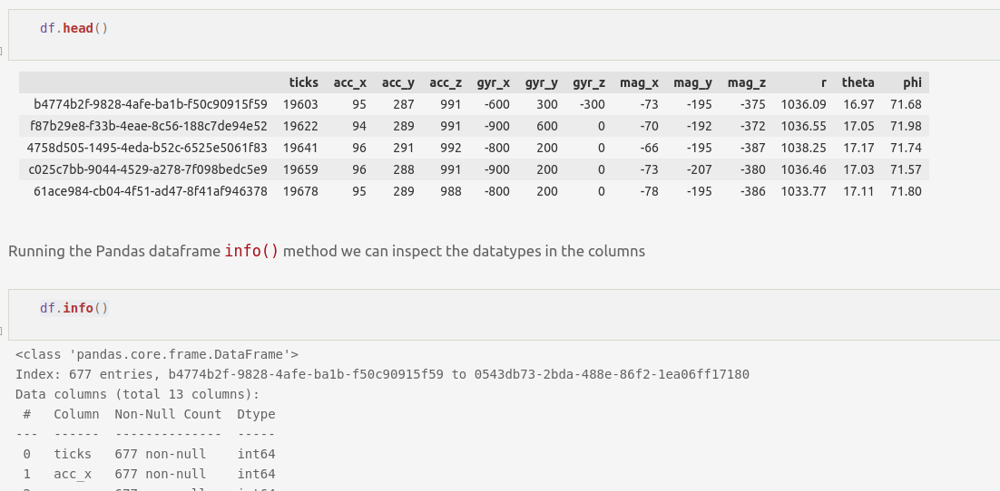 df.head()
ticks acc_x acc_y acc_z gyr_x gyr_y gyr_z mag_x mag_y mag_z r theta phi
b4774b2f-9828-4afe-ba1b-f50c90915f59 19603 95 287 991 -600 300 -300 -73 -195 -375 1036.09 16.97 71.68
f87b29e8-f33b-4eae-8c56-188c7de94e52 19622 94 289 991 -900 600 0 -70 -192 -372 1036.55 17.05 71.98
4758d505-1495-4eda-b52c-6525e5061f83 19641 96 291 992 -800 200 0 -66 -195 -387 1038.25 17.17 71.74
c025c7bb-9044-4529-a278-7f098bedc5e9 19659 96 288 991 -900 200 0 -73 -207 -380 1036.46 17.03 71.57
61ace984-cb04-4f51-ad47-8f41af946378 19678 95 289 988 -800 200 0 -78 -195 -386 1033.77 17.11 71.80
Running the Pandas dataframe info() method we can inspect the datatypes in the columns
df.info()
<class 'pandas.core.frame.DataFrame'>
Index: 677 entries, b4774b2f-9828-4afe-ba1b-f50c90915f59 to 0543db73-2bda-488e-86f2-1ea06ff17180
Data columns (total 13 columns):
# Column Non-Null Count Dtype
--- ------ -------------- -----
0 ticks 677 non-null int64
1 acc_x 677 non-null int64